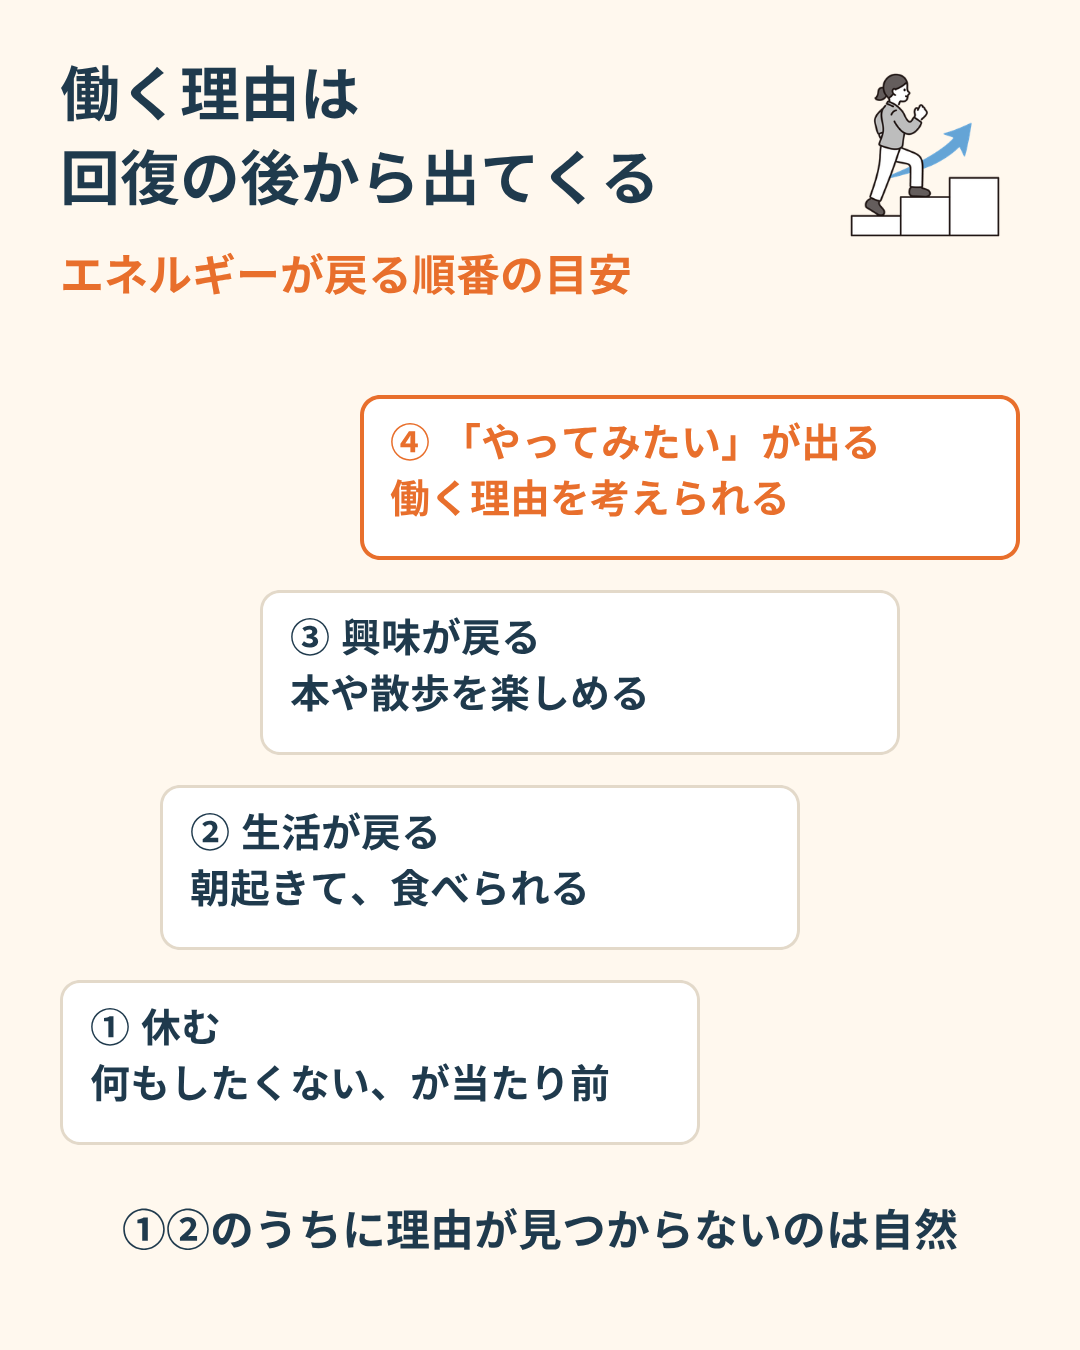 働く理由は
回復の後から出てくる
エネルギーが戻る順番の目安
④ 「やってみたい」が出る
働く理由を考えられる
③ 興味が戻る
本や散歩を楽しめる
② 生活が戻る
朝起きて、食べられる
① 休む
何もしたくない、が当たり前
①②のうちに理由が見つからないのは自然